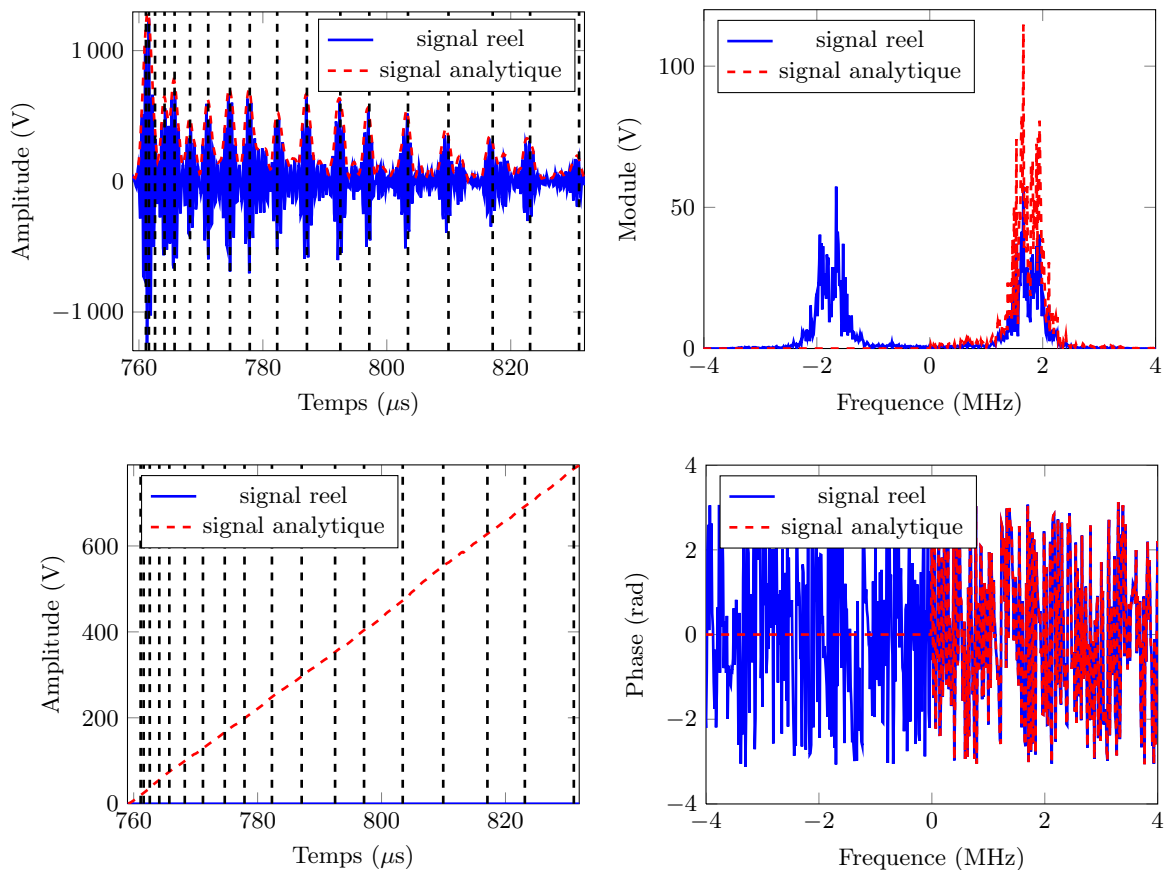 1 000
0
−1 000
760
780
800
820
Temps (μs)
Amplitude (V)
signal reel
signal analytique
100
50
0
−4
−2
0
2
4
Frequence (MHz)
Module (V)
signal reel
signal analytique
600
400
200
0
760
780
800
820
Temps (μs)
Amplitude (V)
signal reel
signal analytique
4
2
0
−2
−4
−4
−2
0
2
4
Frequence (MHz)
Phase (rad)
signal reel
signal analytique